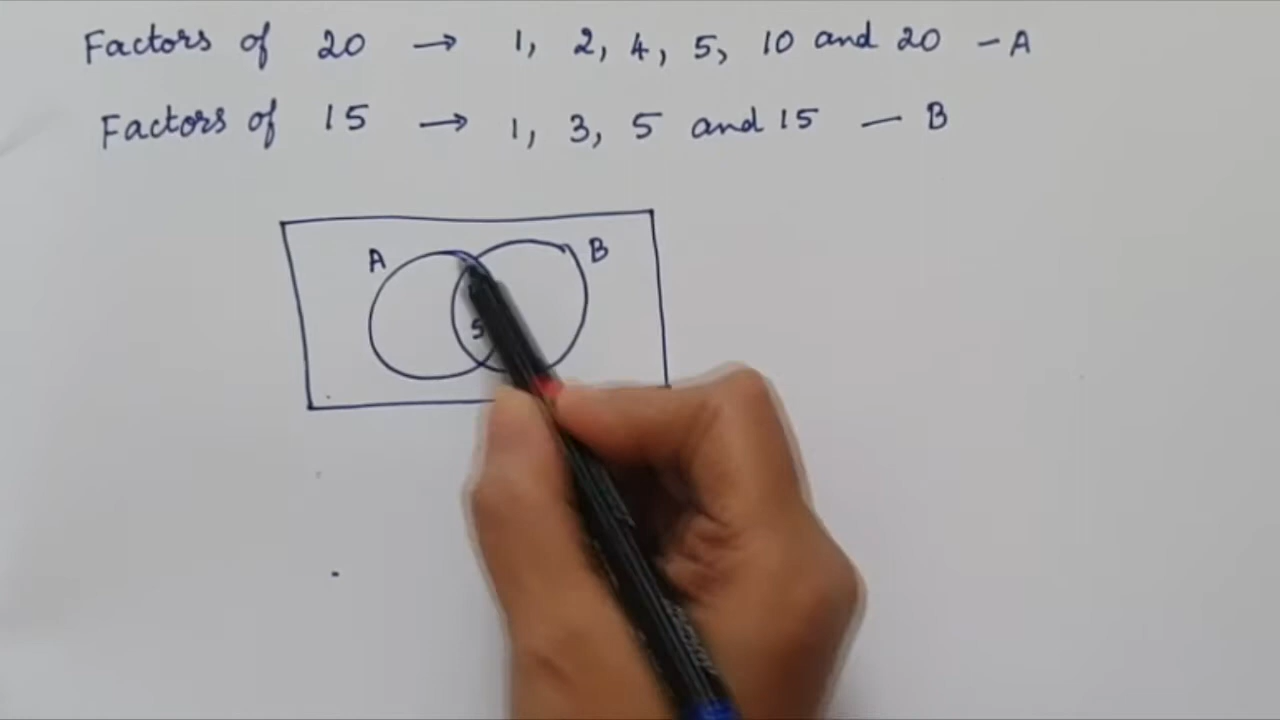 Factors of 20 → 1, 2, 4, 5, 10 and 20 - A
Factors of 15 → 1, 3, 5 and 15 — B
A B
5